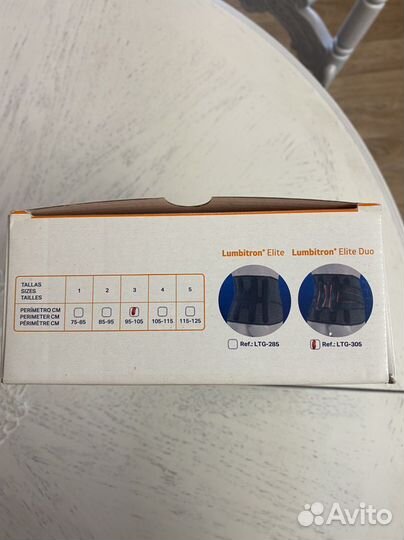 Lumbitron® Elite
Lumbitron® Elite Duo
TALLAS
SIZES
TAILLES
1 2 3 4 5
PERÍMETRO CM
PERIMETER CM
PÉRIMÈTRE CM
75-85 85-95 95-105 105-115 115-125
Ref.: LTG-285
Ref.: LTG-305
Avito